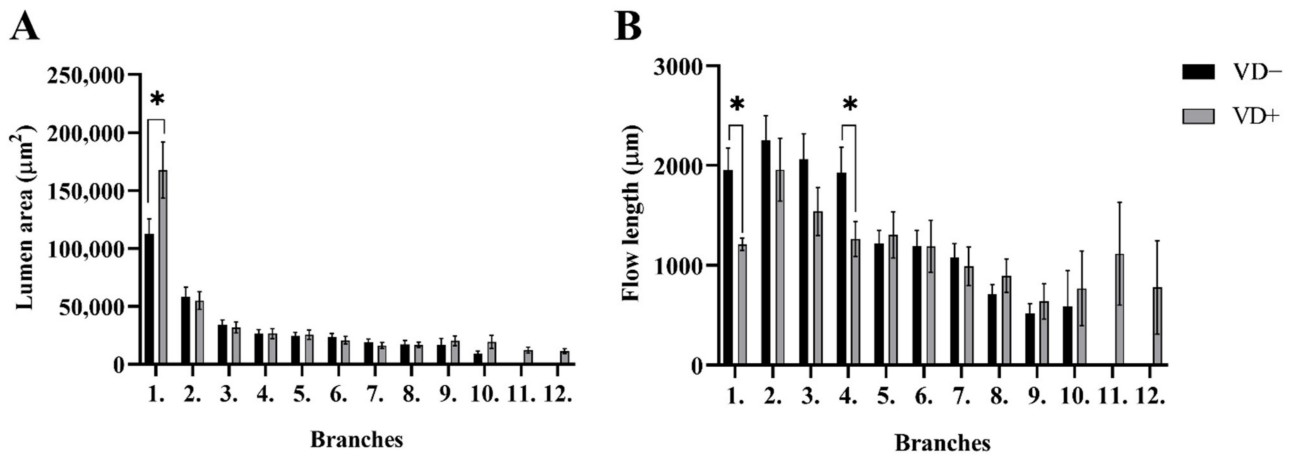 A
Lumen area (μm²)
250,000
200,000
150,000
100,000
50,000
0
*
1. 2. 3. 4. 5. 6. 7. 8. 9. 10. 11. 12.
Branches
B
Flow length (μm)
3000
2000
1000
0
* *
1. 2. 3. 4. 5. 6. 7. 8. 9. 10. 11. 12.
Branches
VD−
VD+